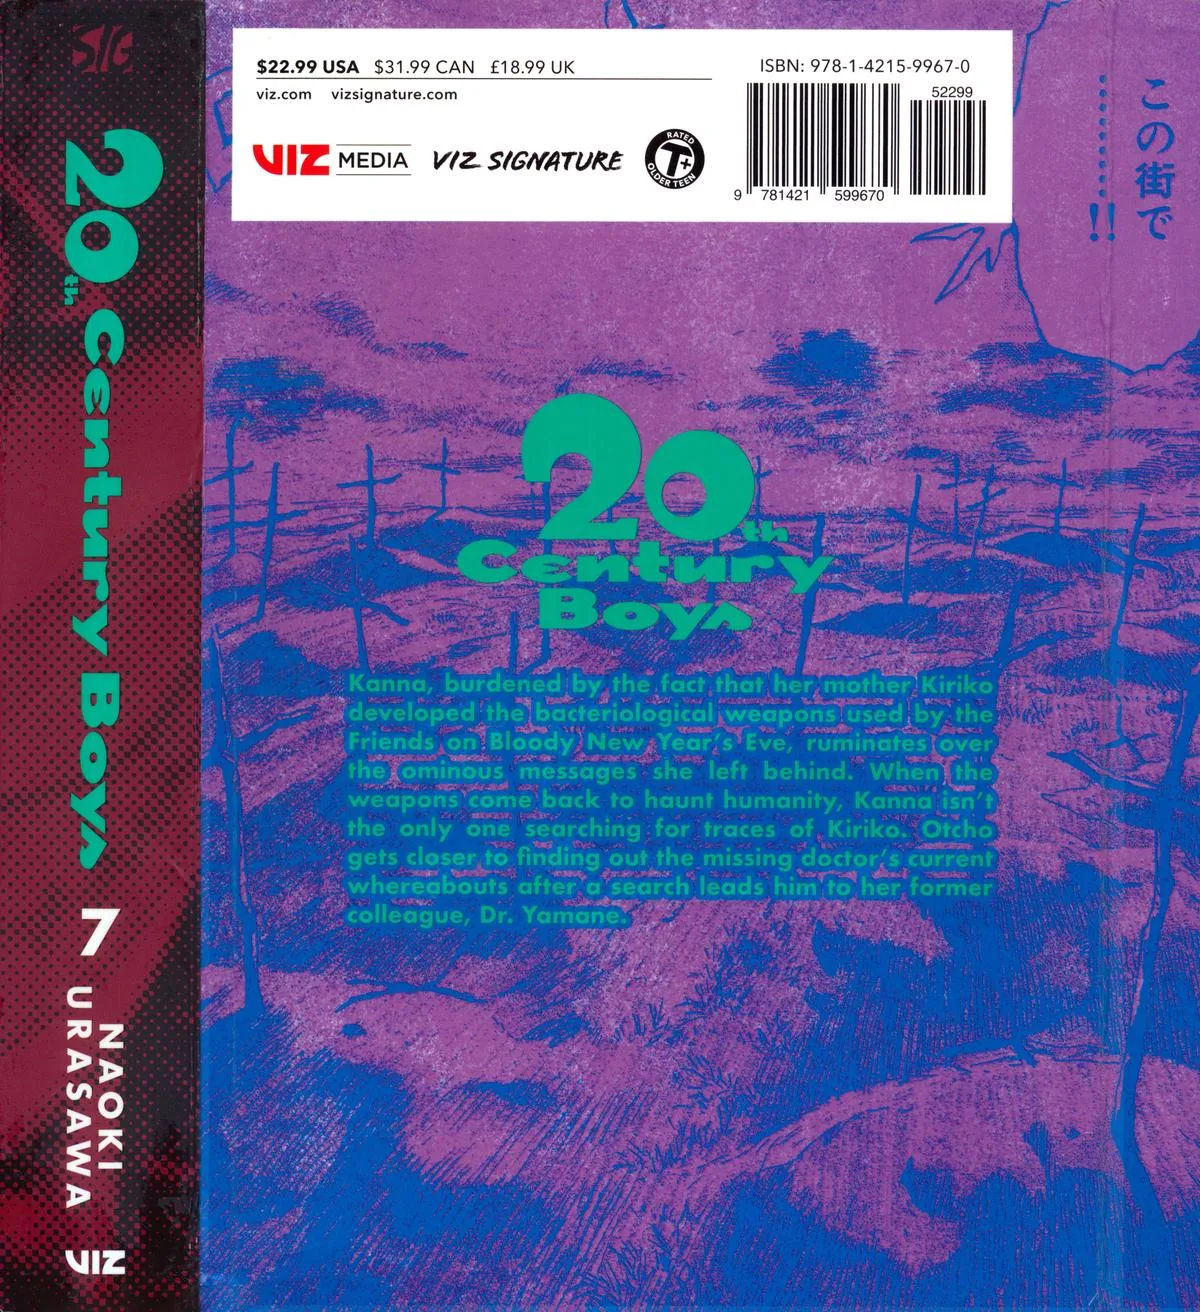 SIG
20th Century Boys
7
NAOKI
URASAWA
VIZ
$22.99 USA $31.99 CAN £18.99 UK
viz.com vizsignature.com
VIZ MEDIA VIZ SIGNATURE
RATED
T+
OLDER TEEN
ISBN: 978-1-4215-9967-0
52299
9 781421 599670
この街で
‥‥‥‥!!
20th
Century
Boys
Kanna, burdened by the fact that her mother Kiriko
developed the bacteriological weapons used by the
Friends on Bloody New Year's Eve, ruminates over
the ominous messages she left behind. When the
weapons come back to haunt humanity, Kanna isn't
the only one searching for traces of Kiriko. Otcho
gets closer to finding out the missing doctor's current
whereabouts after a search leads him to her former
colleague, Dr. Yamane.